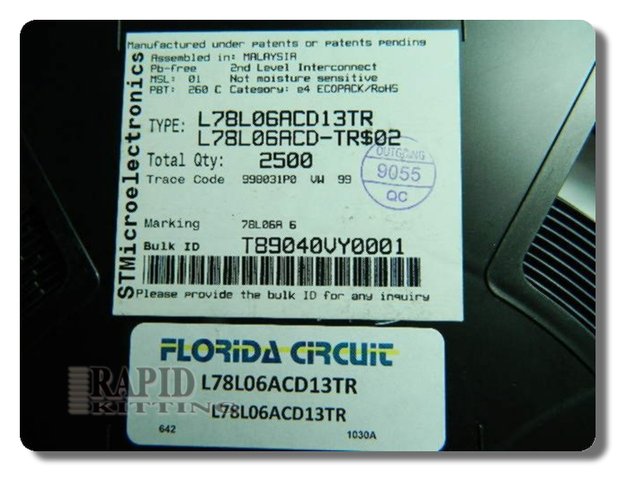 Manufactured under patents or patents pending
Assembled in: MALAYSIA
Pb-free 2nd Level Interconnect
MSL: 01 Not moisture sensitive
PBT: 260 C Category: e4 ECOPACK/RoHS
STMicroelectronics
TYPE: L78L06ACD13TR
L78L06ACD-TR$02
Total Qty: 2500
Trace Code 998031P0 VW 99
OUTGOING
9055
QC
Marking 78L06A 6
Bulk ID T89040VY0001
Please provide the bulk ID for any inquiry
FLORIDA CIRCUIT
L78L06ACD13TR
L78L06ACD13TR
642 1030A
RAPID
KITTING